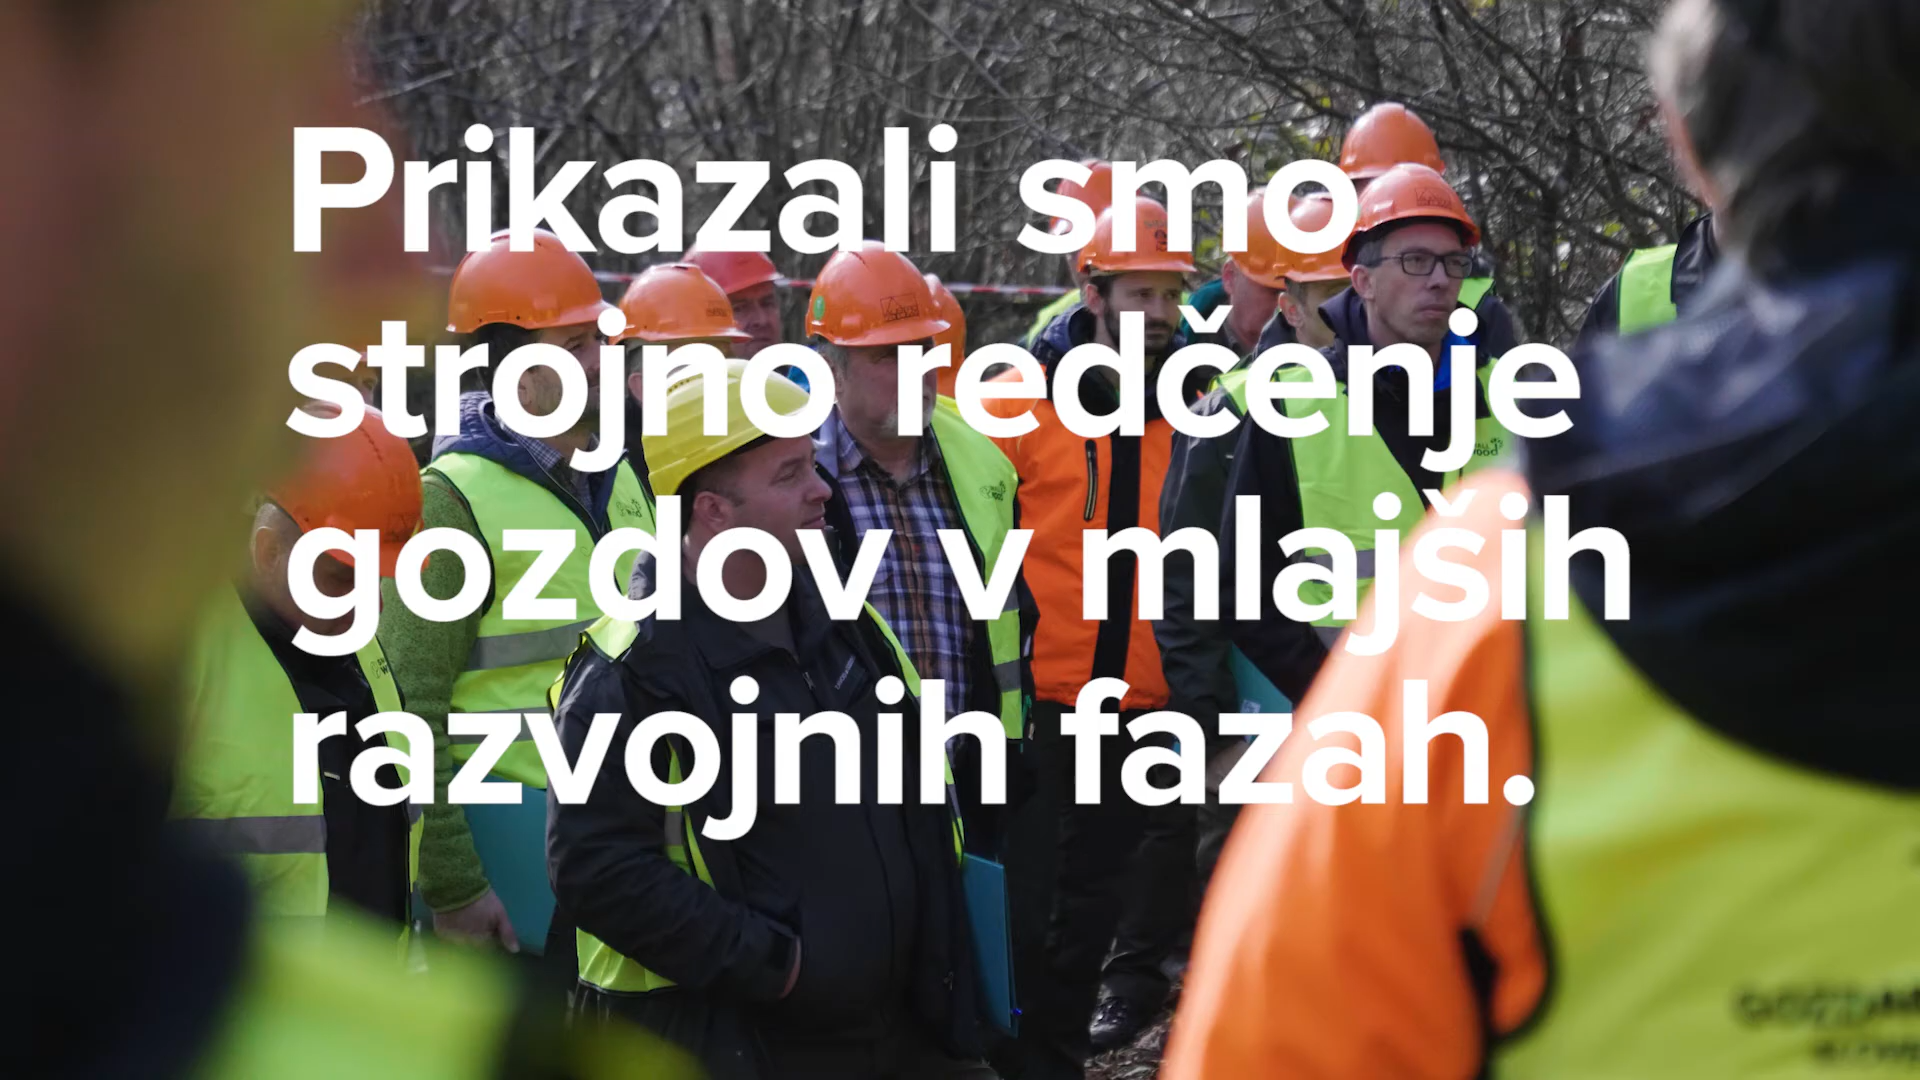 Prikazali smo
strojno redčenje
gozdov v mlajših
razvojnih fazah.